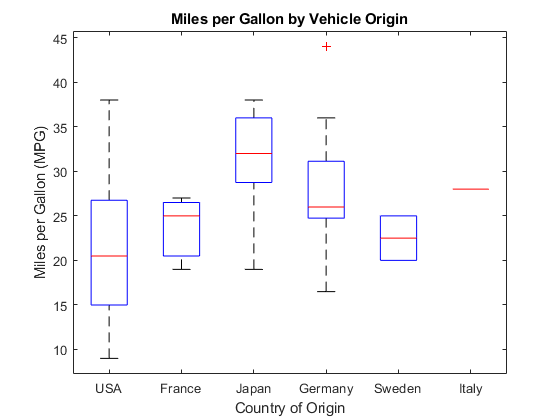 Miles per Gallon by Vehicle Origin
Miles per Gallon (MPG)
45
40
35
30
25
20
15
10
USA France Japan Germany Sweden Italy
Country of Origin